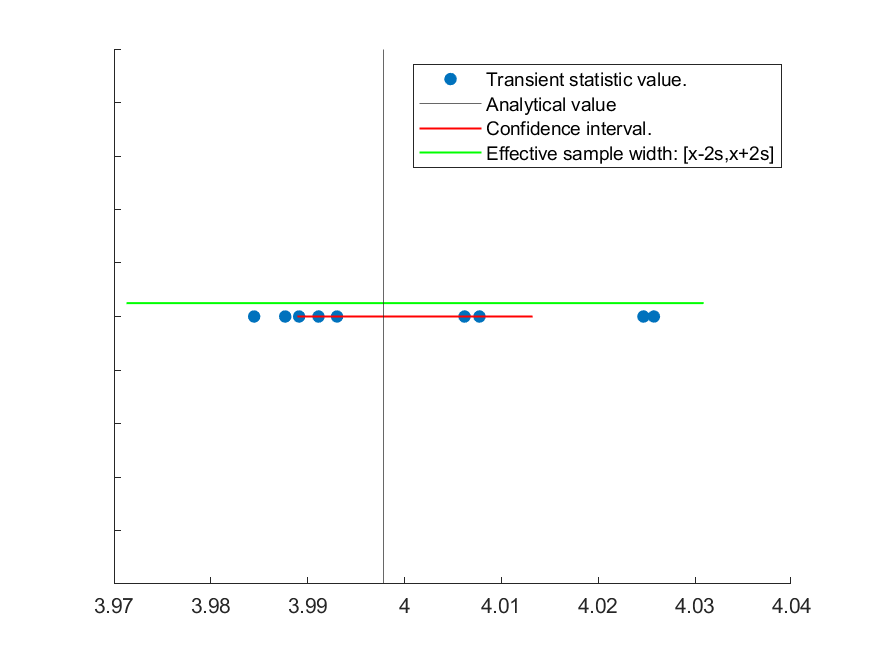 Transient statistic value.
Analytical value
Confidence interval.
Effective sample width: [x-2s,x+2s]
3.97 3.98 3.99 4 4.01 4.02 4.03 4.04